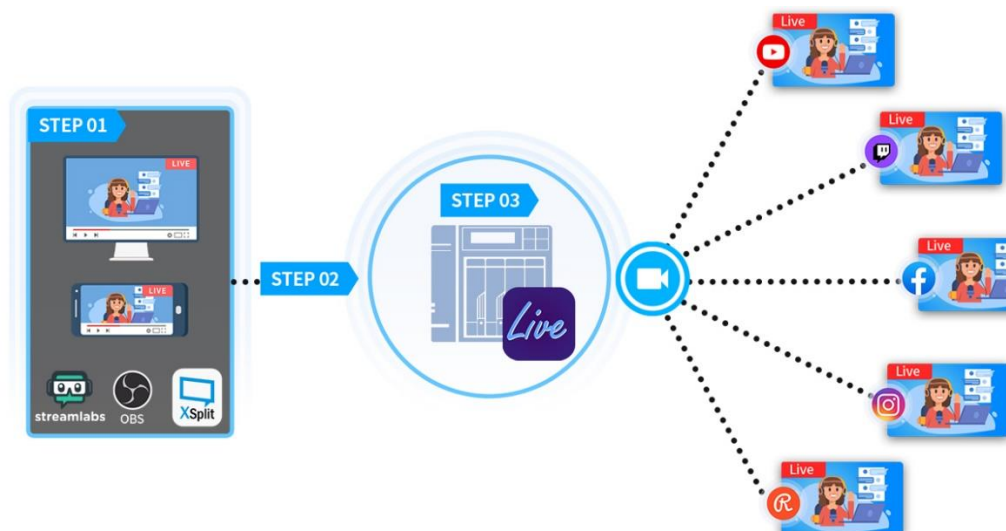 STEP 01
LIVE
LIVE
streamlabs
OBS
XSplit
STEP 02
STEP 03
Live
Live
Live
Live
Live
Live
R